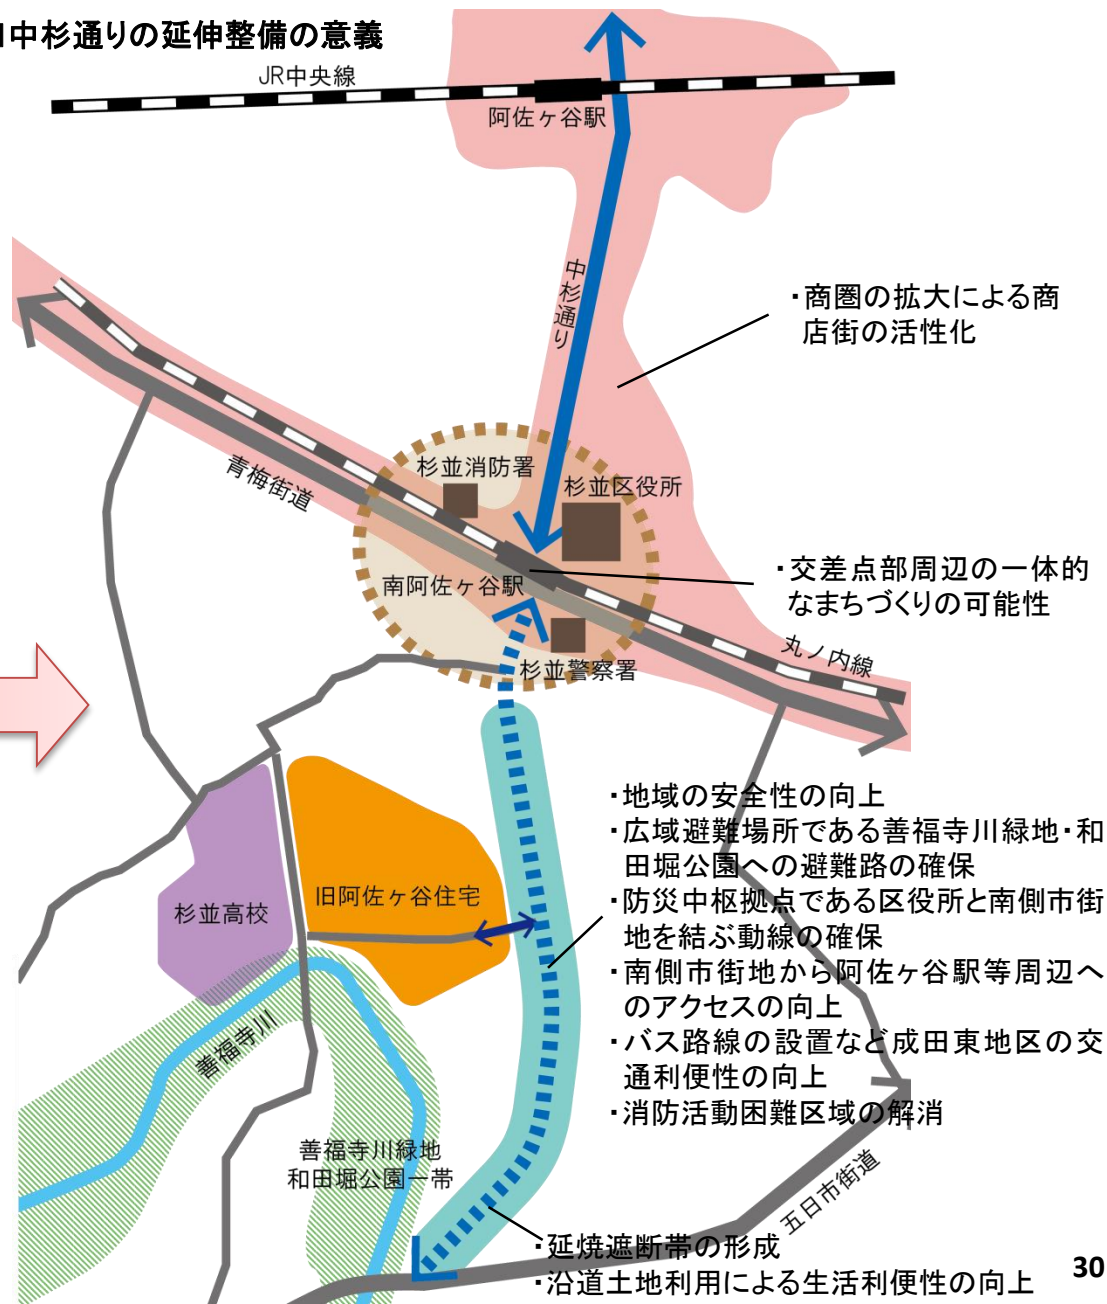 中杉通りの延伸整備の意義
JR中央線
阿佐ヶ谷駅
中杉通り
・商圏の拡大による商
店街の活性化
杉並消防署
杉並区役所
青梅街道
南阿佐ヶ谷駅
・交差点部周辺の一体的
なまちづくりの可能性
丸ノ内線
杉並警察署
・地域の安全性の向上
・広域避難場所である善福寺川緑地・和
田堀公園への避難路の確保
・防災中枢拠点である区役所と南側市街
地を結ぶ動線の確保
・南側市街地から阿佐ヶ谷駅等周辺へ
のアクセスの向上
・バス路線の設置など成田東地区の交
通利便性の向上
・消防活動困難区域の解消
杉並高校
旧阿佐ヶ谷住宅
善福寺川
善福寺川緑地
和田堀公園一帯
五日市街道
・延焼遮断帯の形成
・沿道土地利用による生活利便性の向上
30